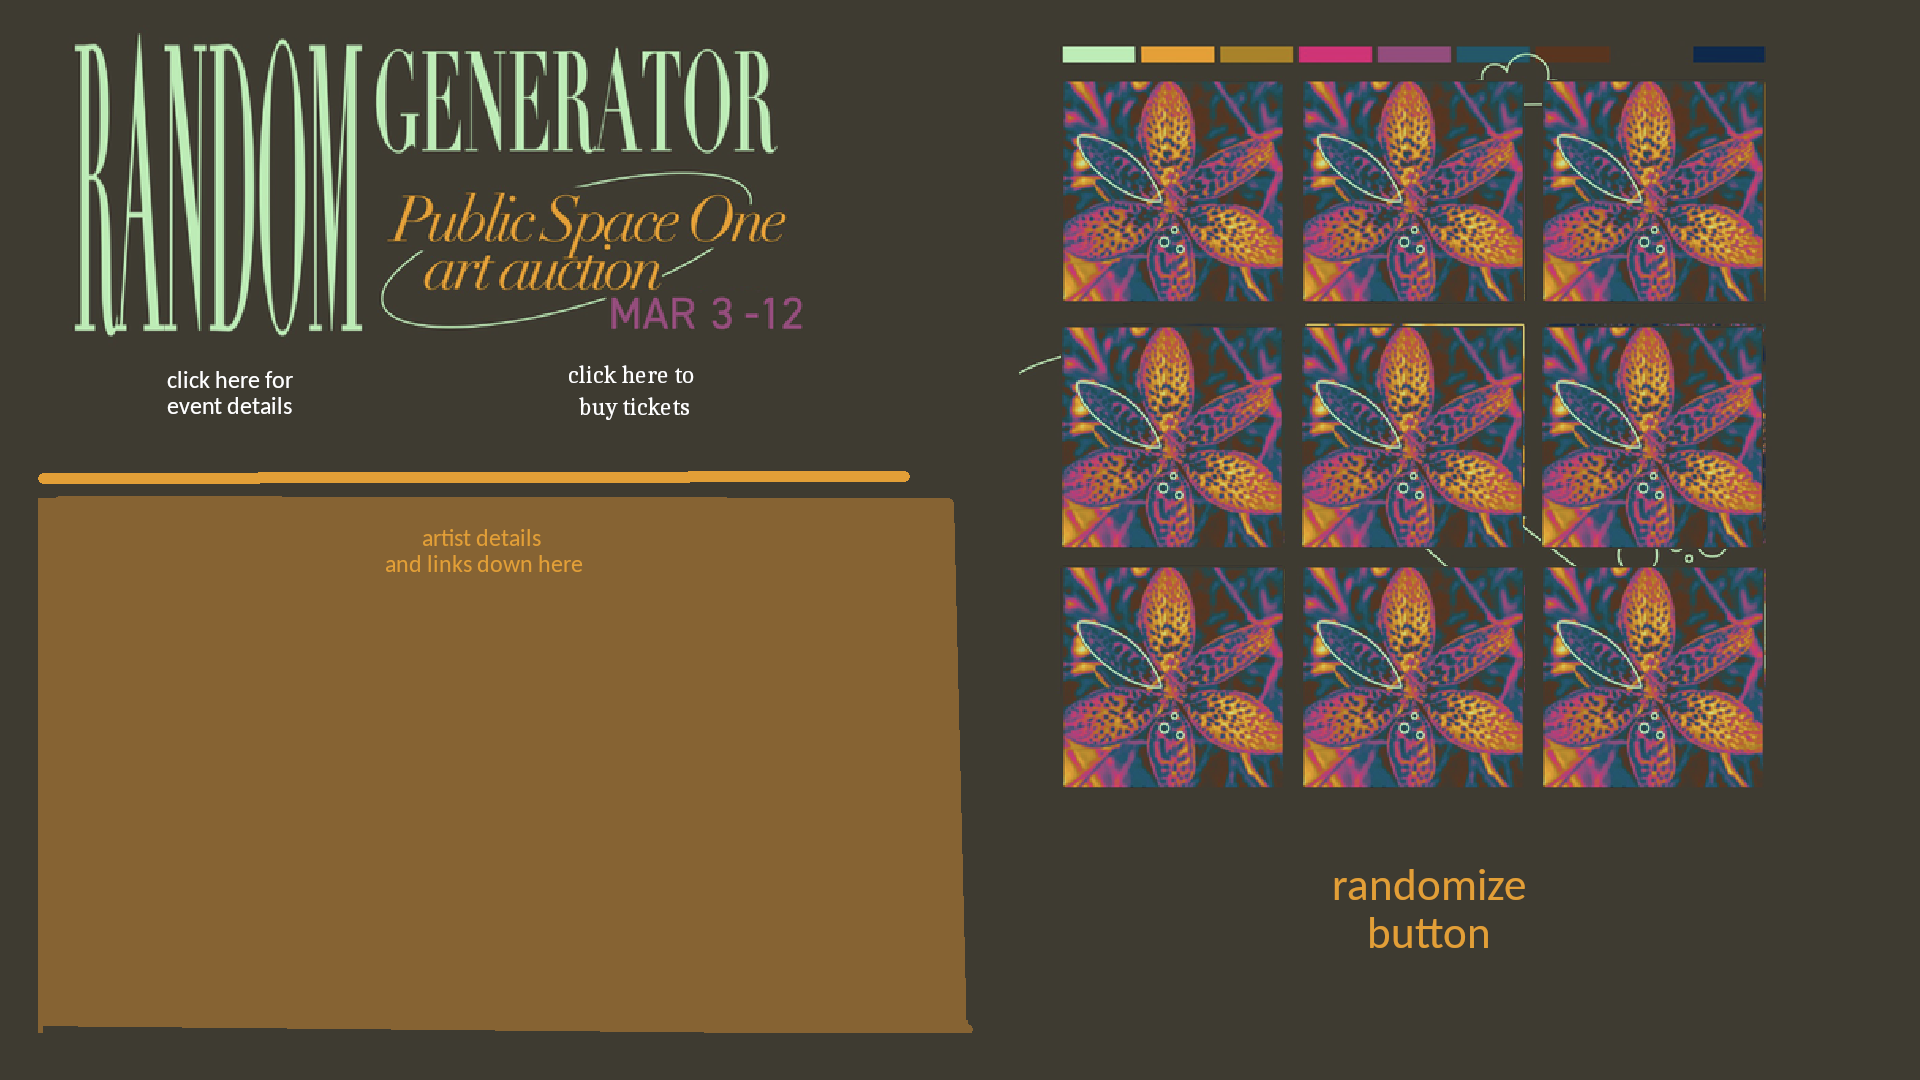 RANDOM GENERATOR
Public Space One
art auction
MAR 3 -12
click here for
event details
click here to
buy tickets
artist details
and links down here
randomize
button